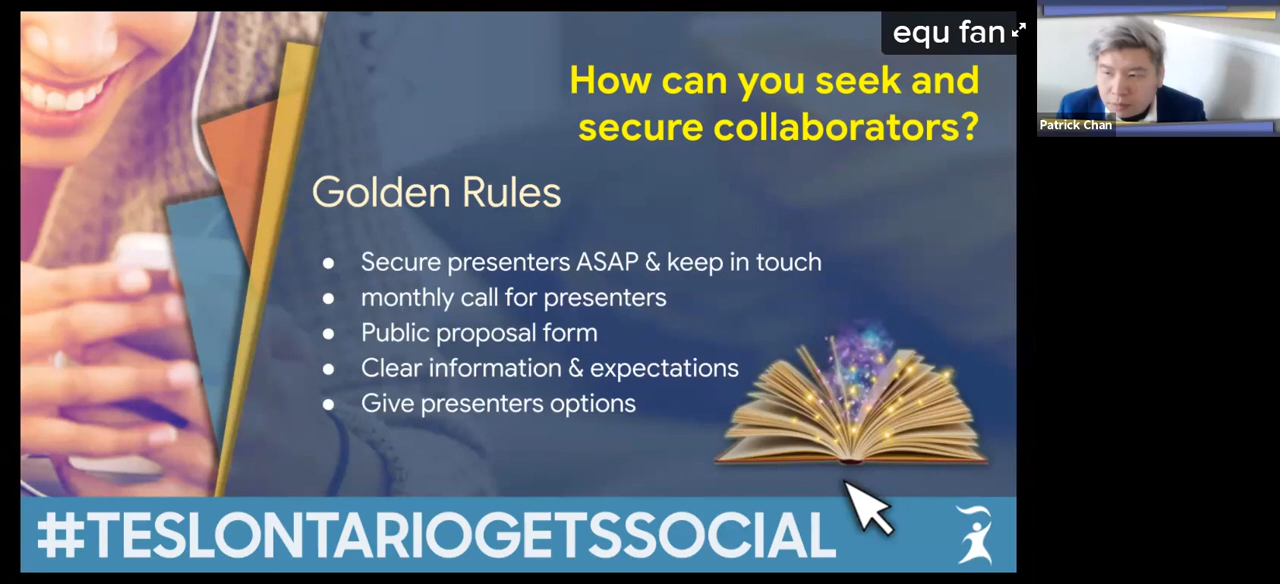 equ fan
How can you seek and
secure collaborators?
Golden Rules
● Secure presenters ASAP & keep in touch
● monthly call for presenters
● Public proposal form
● Clear information & expectations
● Give presenters options
#TESLONTARIOGETSSOCIAL
Patrick Chan